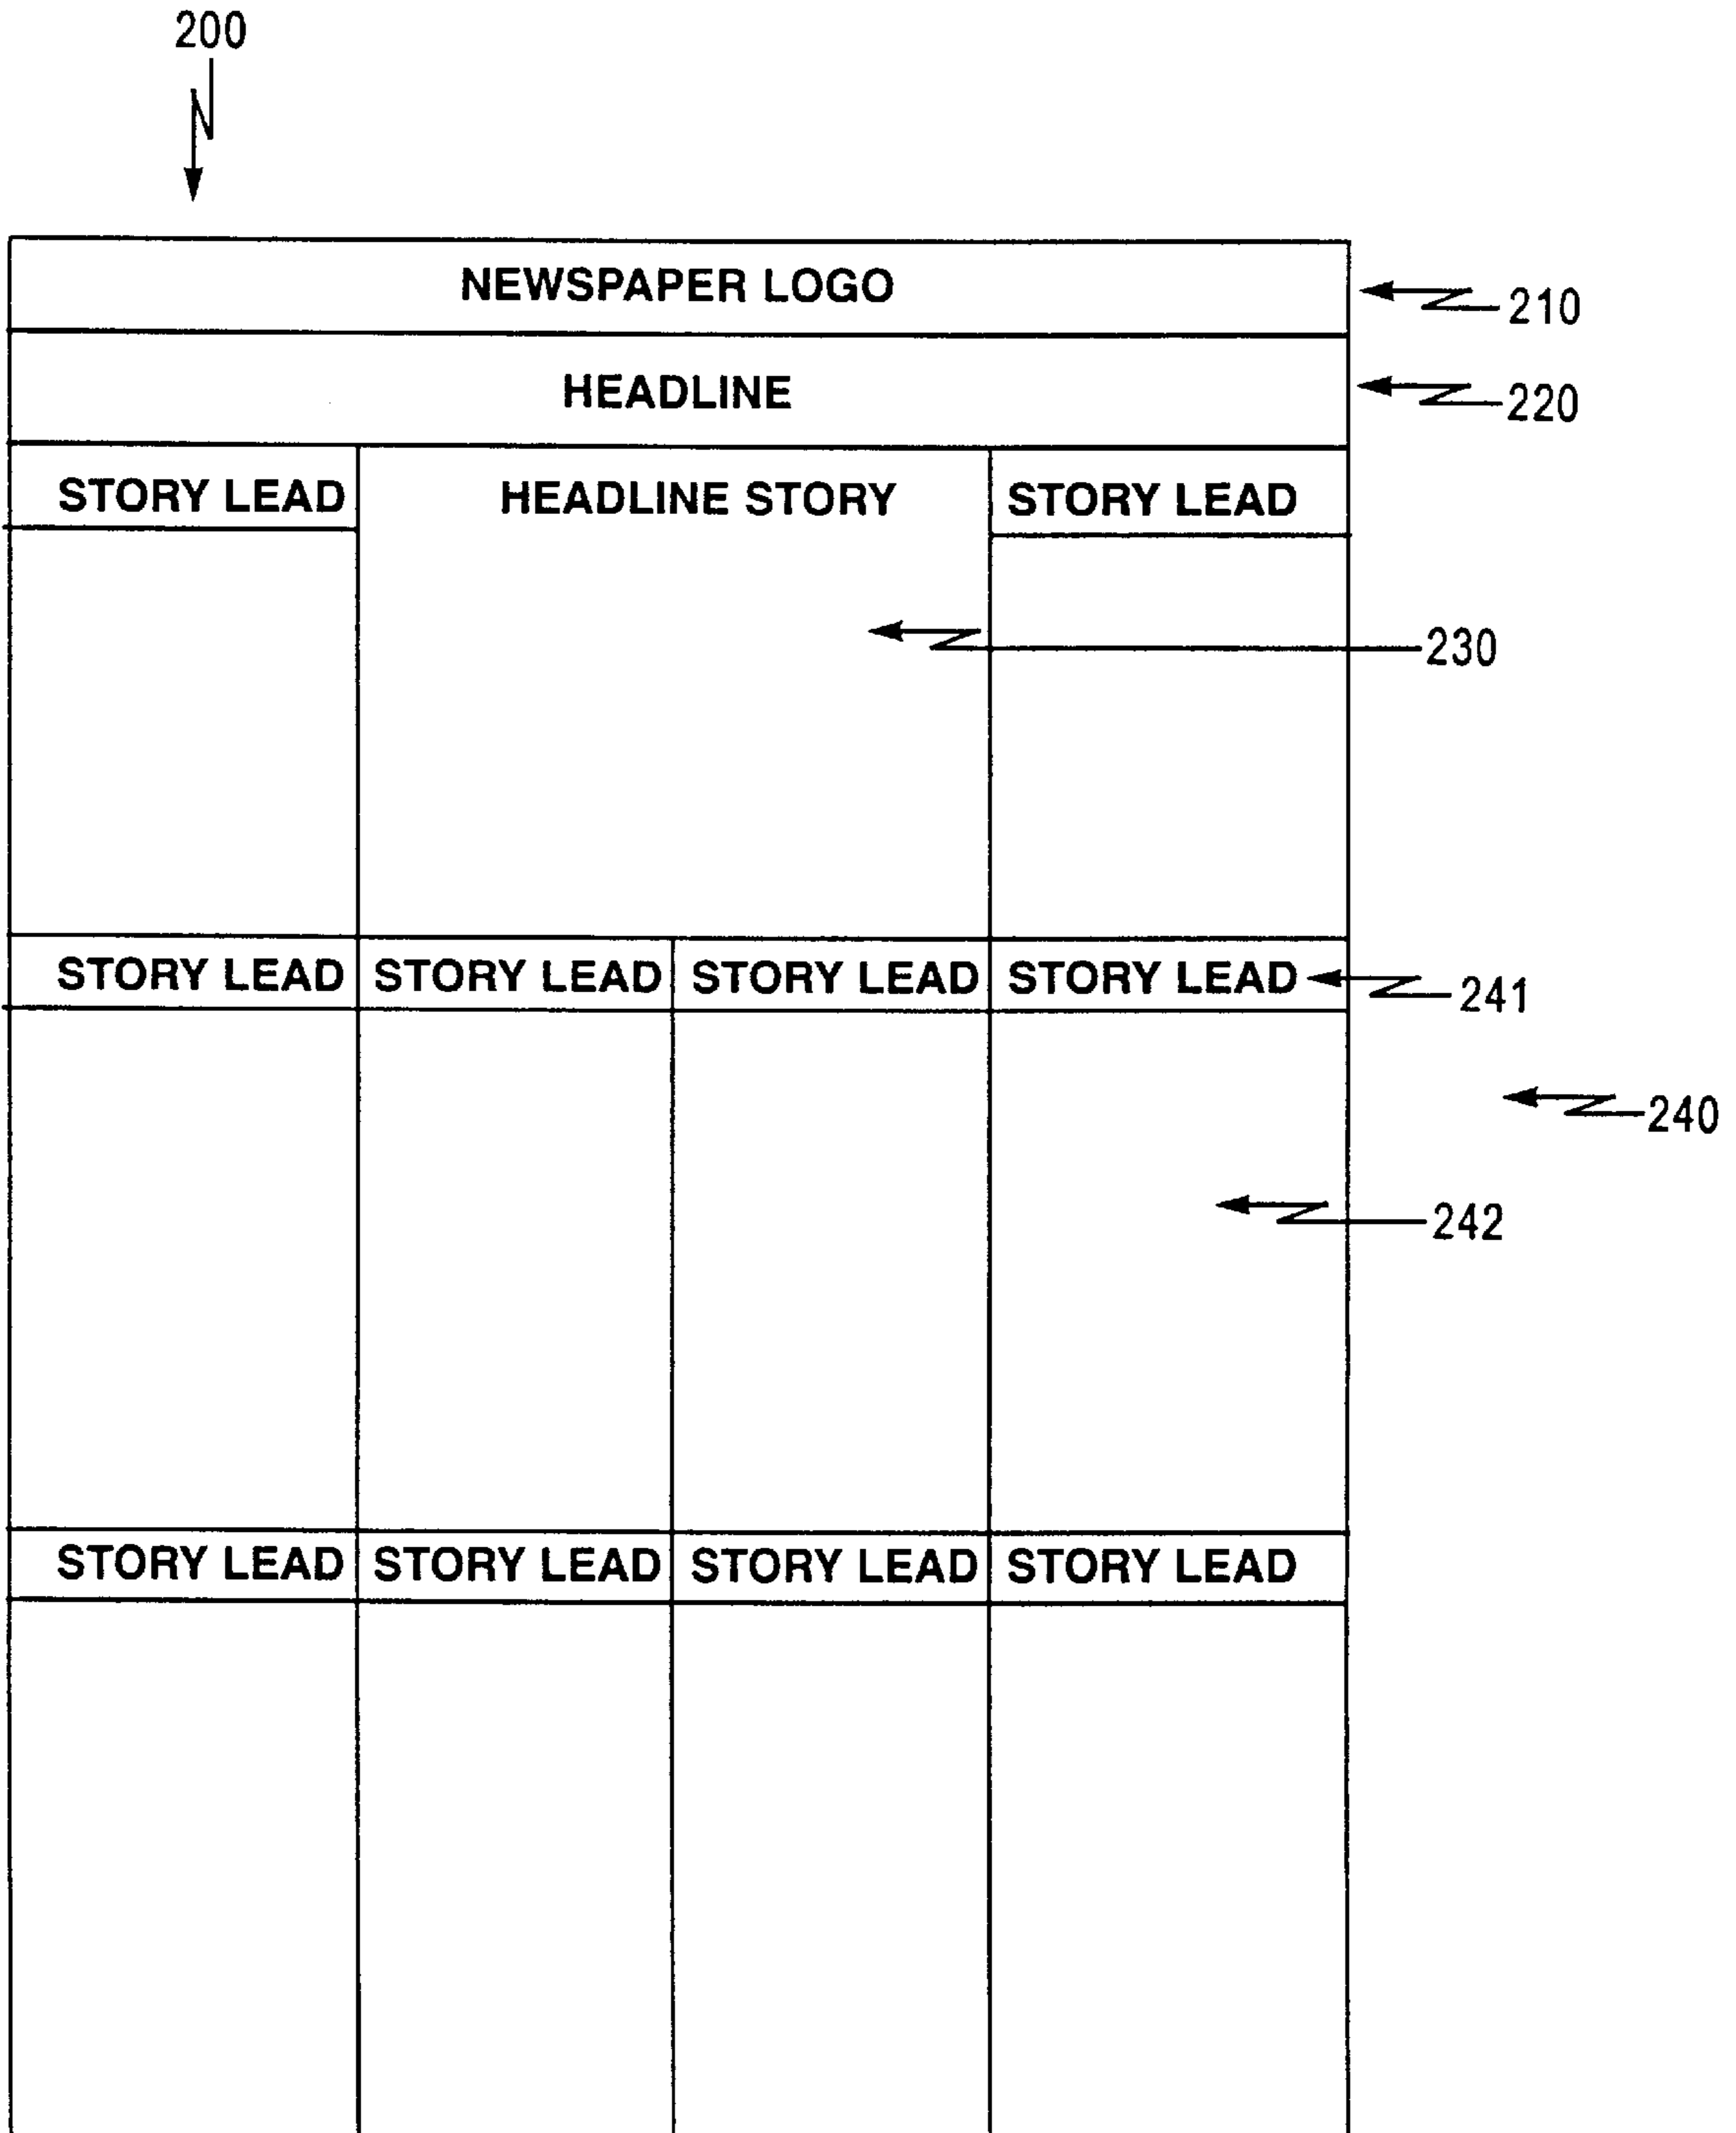 200
NEWSPAPER LOGO
210
HEADLINE
220
STORY LEAD HEADLINE STORY STORY LEAD
230
STORY LEAD STORY LEAD STORY LEAD STORY LEAD
241
240
242
STORY LEAD STORY LEAD STORY LEAD STORY LEAD